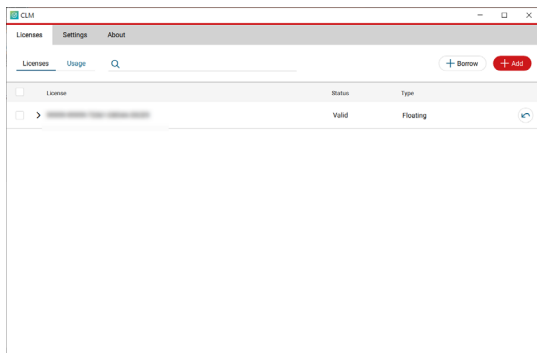 CLM
Licenses Settings About
Licenses Usage Borrow Add
License Status Type
Valid Floating